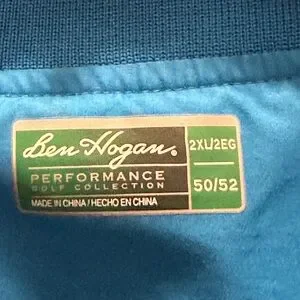 Ben Hogan.
2XL/2EG
PERFORMANCE
GOLF COLLECTION
50/52
MADE IN CHINA/HECHO EN CHINA